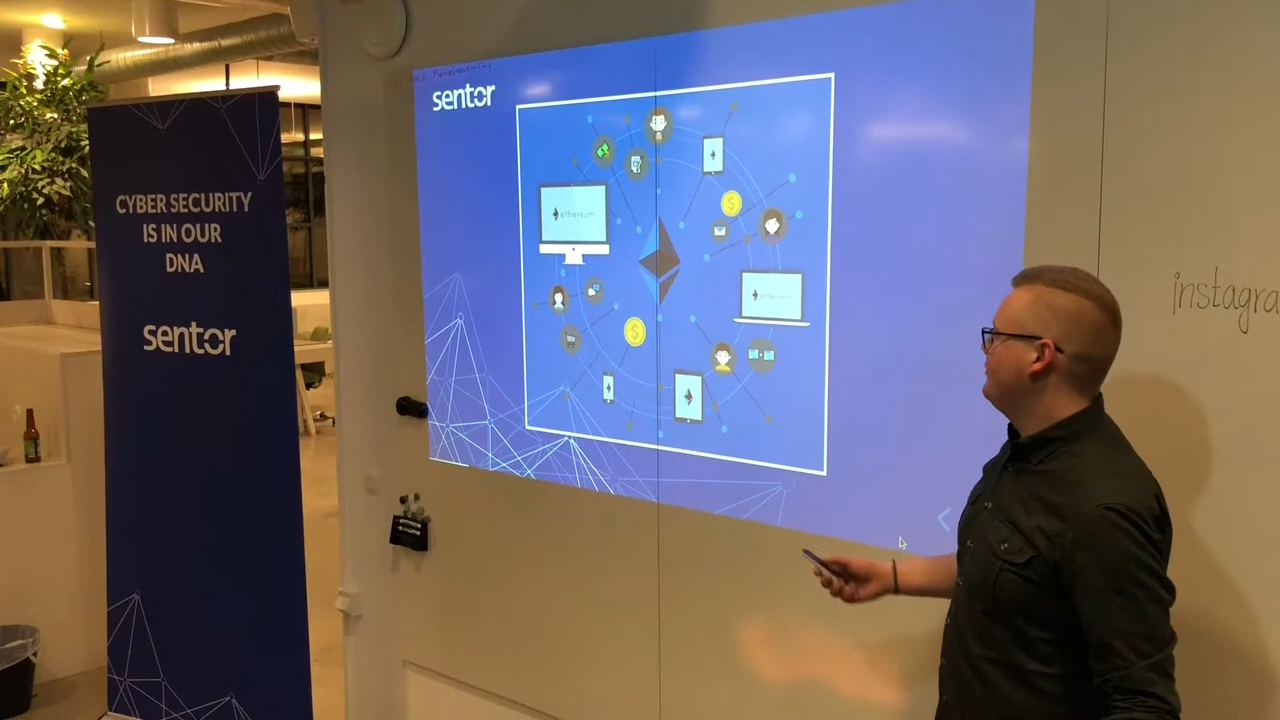 CYBER SECURITY
IS IN OUR
DNA
sentor
sentor
ethereum
ethereum
instagra